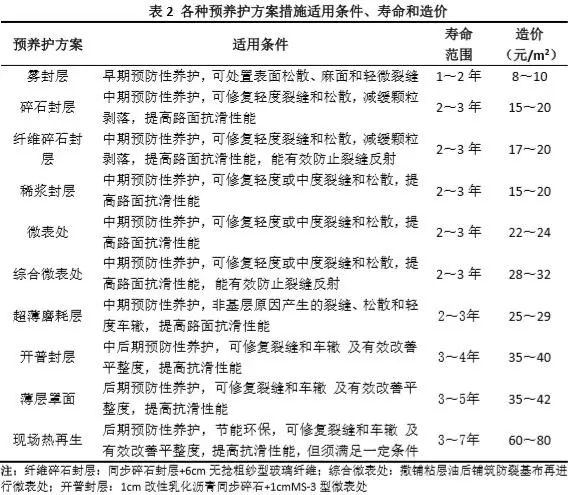 表 2 各种预养护方案措施适用条件、寿命和造价
预养护方案 适用条件 寿命范围 造价（元/m²）
雾封层 早期预防性养护，可处置表面松散、麻面和轻微裂缝 1～2 年 8～10
碎石封层 中期预防性养护，可修复轻度裂缝和松散，减缓颗粒 2～3 年 15～20
剥落，提高路面抗滑性能
纤维碎石封层 中期预防性养护，可修复轻度裂缝和松散，减缓颗粒 2～3 年 17～20
剥落，提高路面抗滑性能，能有效防止裂缝反射
稀浆封层 中期预防性养护，可修复轻度或中度裂缝和松散，提 2～3 年 15～20
高路面抗滑性能
微表处 中期预防性养护，可修复轻度或中度裂缝和松散，提 2～3 年 22～24
高路面抗滑性能
综合微表处 中期预防性养护，可修复轻度或中度裂缝和松散，提 2～3 年 28～32
高路面抗滑性能，能有效防止裂缝反射
超薄磨耗层 中期预防性养护，非基层原因产生的裂缝、松散和轻 2～3年 25～29
度车辙，提高路面抗滑性能
开普封层 中后期预防性养护，可修复裂缝和车辙 及有效改善 3～4年 35～40
平整度，提高抗滑性能
薄层罩面 后期预防性养护，可修复裂缝和车辙 及有效改善平 3～5年 35～42
整度，提高抗滑性能
现场热再生 后期预防性养护，节能环保，可修复裂缝和车辙 及 3～7年 60～80
有效改善平整度，提高抗滑性能，但须满足一定条件
注：纤维碎石封层：同步碎石封层+6cm 无捻粗纱型玻璃纤维；综合微表处：撒铺粘层油后铺筑防裂基布再进
行微表处；开普封层：1cm 改性乳化沥青同步碎石+1cmMS-3 型微表处